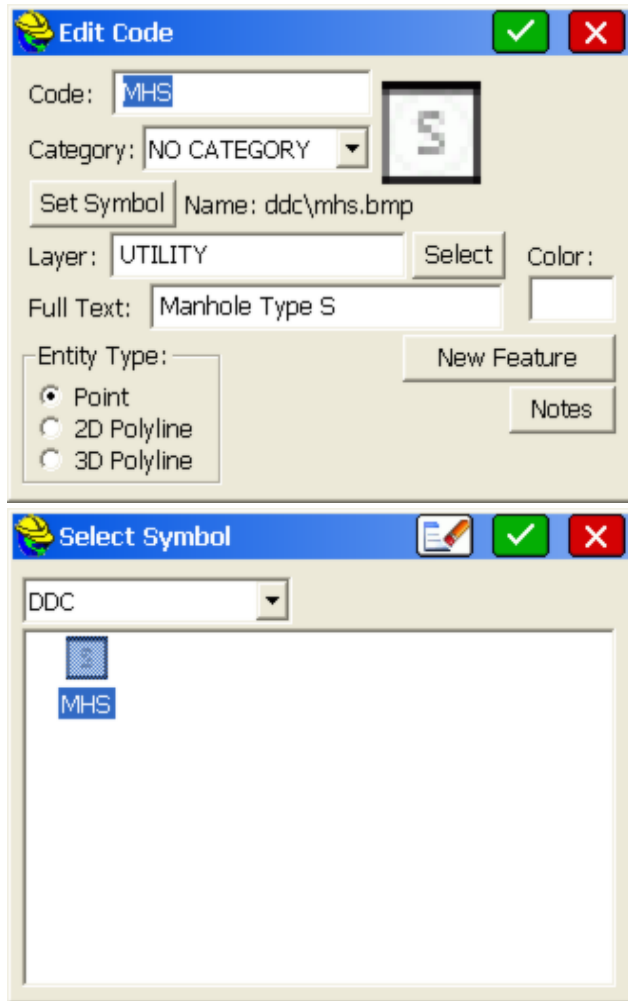 Edit Code
Code: MHS
S
Category: NO CATEGORY
Set Symbol Name: ddc\mhs.bmp
Layer: UTILITY Select Color:
Full Text: Manhole Type S
Entity Type: New Feature
Point Notes
2D Polyline
3D Polyline
Select Symbol
DDC
S
MHS